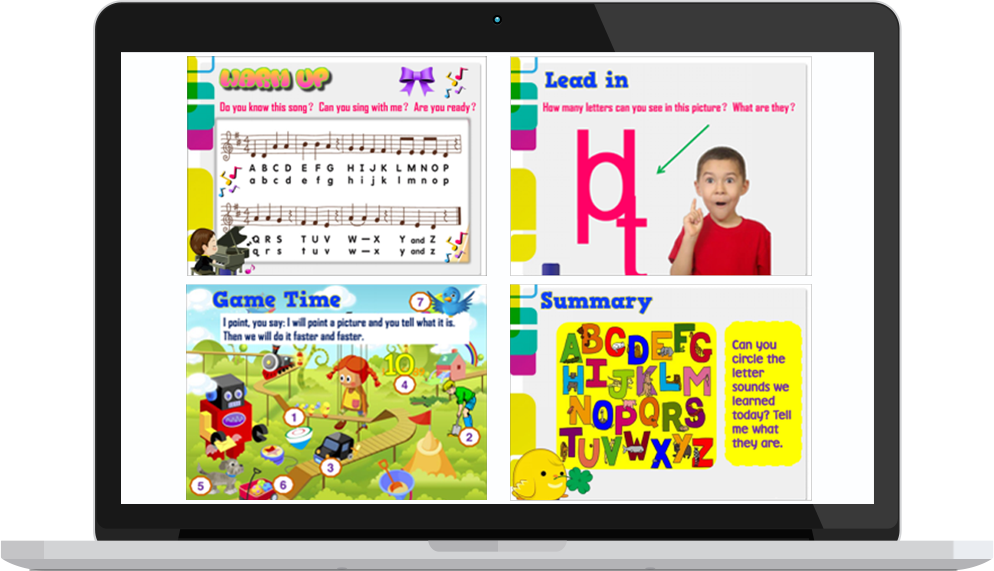 WARM UP
Do you know this song? Can you sing with me? Are you ready?
A B C D E F G H I J K L M N O P
a b c d e f g h i j k l m n o p
Q R S T U V W — X Y and Z
q r s t u v w — x y and z
Lead in
How many letters can you see in this picture? What are they?
p d t
Game Time
7
I point, you say: I will point a picture and you tell what it is.
Then we will do it faster and faster.
10
4
1
2
3
5
6
Summary
A B C D E F G
H I J K L M
N O P Q R S
T U V W X Y Z
Can you
circle the
letter
sounds we
learned
today? Tell
me what
they are.